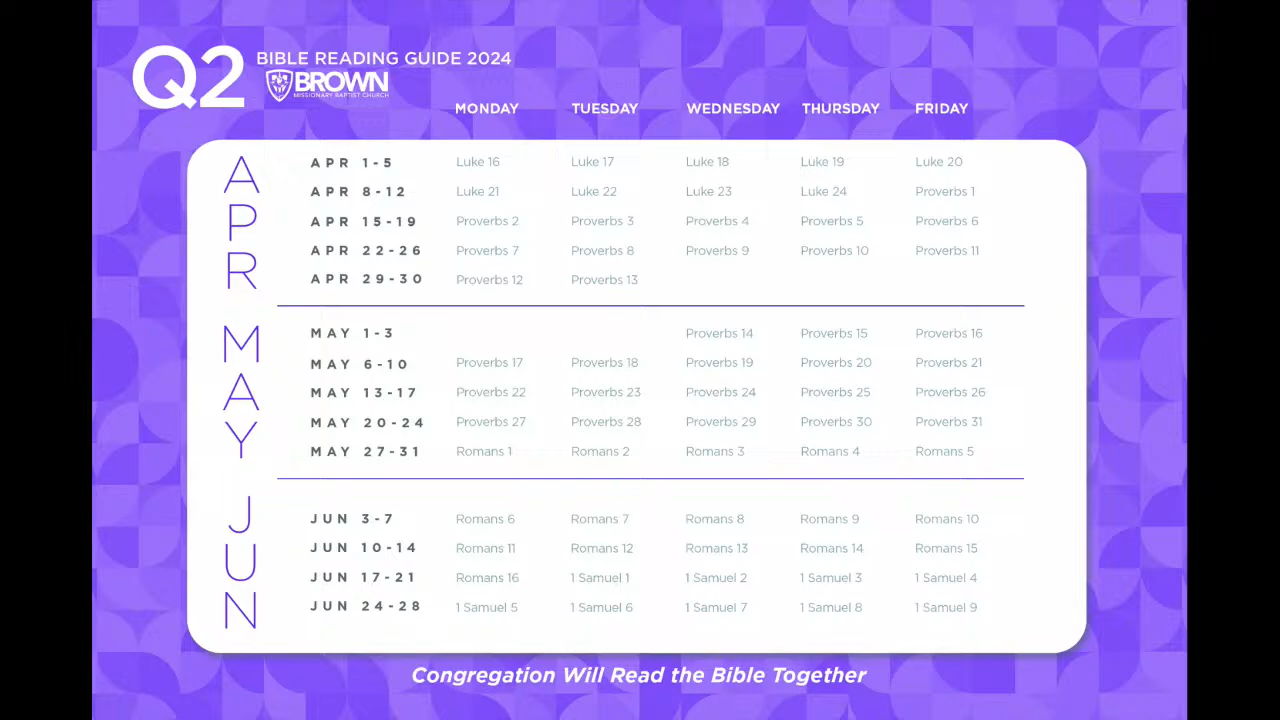 Q2 BIBLE READING GUIDE 2024
BROWN
MISSIONARY BAPTIST CHURCH
MONDAY TUESDAY WEDNESDAY THURSDAY FRIDAY
APR
APR 1-5 Luke 16 Luke 17 Luke 18 Luke 19 Luke 20
APR 8-12 Luke 21 Luke 22 Luke 23 Luke 24 Proverbs 1
APR 15-19 Proverbs 2 Proverbs 3 Proverbs 4 Proverbs 5 Proverbs 6
APR 22-26 Proverbs 7 Proverbs 8 Proverbs 9 Proverbs 10 Proverbs 11
APR 29-30 Proverbs 12 Proverbs 13
MAY
MAY 1-3 Proverbs 14 Proverbs 15 Proverbs 16
MAY 6-10 Proverbs 17 Proverbs 18 Proverbs 19 Proverbs 20 Proverbs 21
MAY 13-17 Proverbs 22 Proverbs 23 Proverbs 24 Proverbs 25 Proverbs 26
MAY 20-24 Proverbs 27 Proverbs 28 Proverbs 29 Proverbs 30 Proverbs 31
MAY 27-31 Romans 1 Romans 2 Romans 3 Romans 4 Romans 5
JUN
JUN 3-7 Romans 6 Romans 7 Romans 8 Romans 9 Romans 10
JUN 10-14 Romans 11 Romans 12 Romans 13 Romans 14 Romans 15
JUN 17-21 Romans 16 1 Samuel 1 1 Samuel 2 1 Samuel 3 1 Samuel 4
JUN 24-28 1 Samuel 5 1 Samuel 6 1 Samuel 7 1 Samuel 8 1 Samuel 9
Congregation Will Read the Bible Together